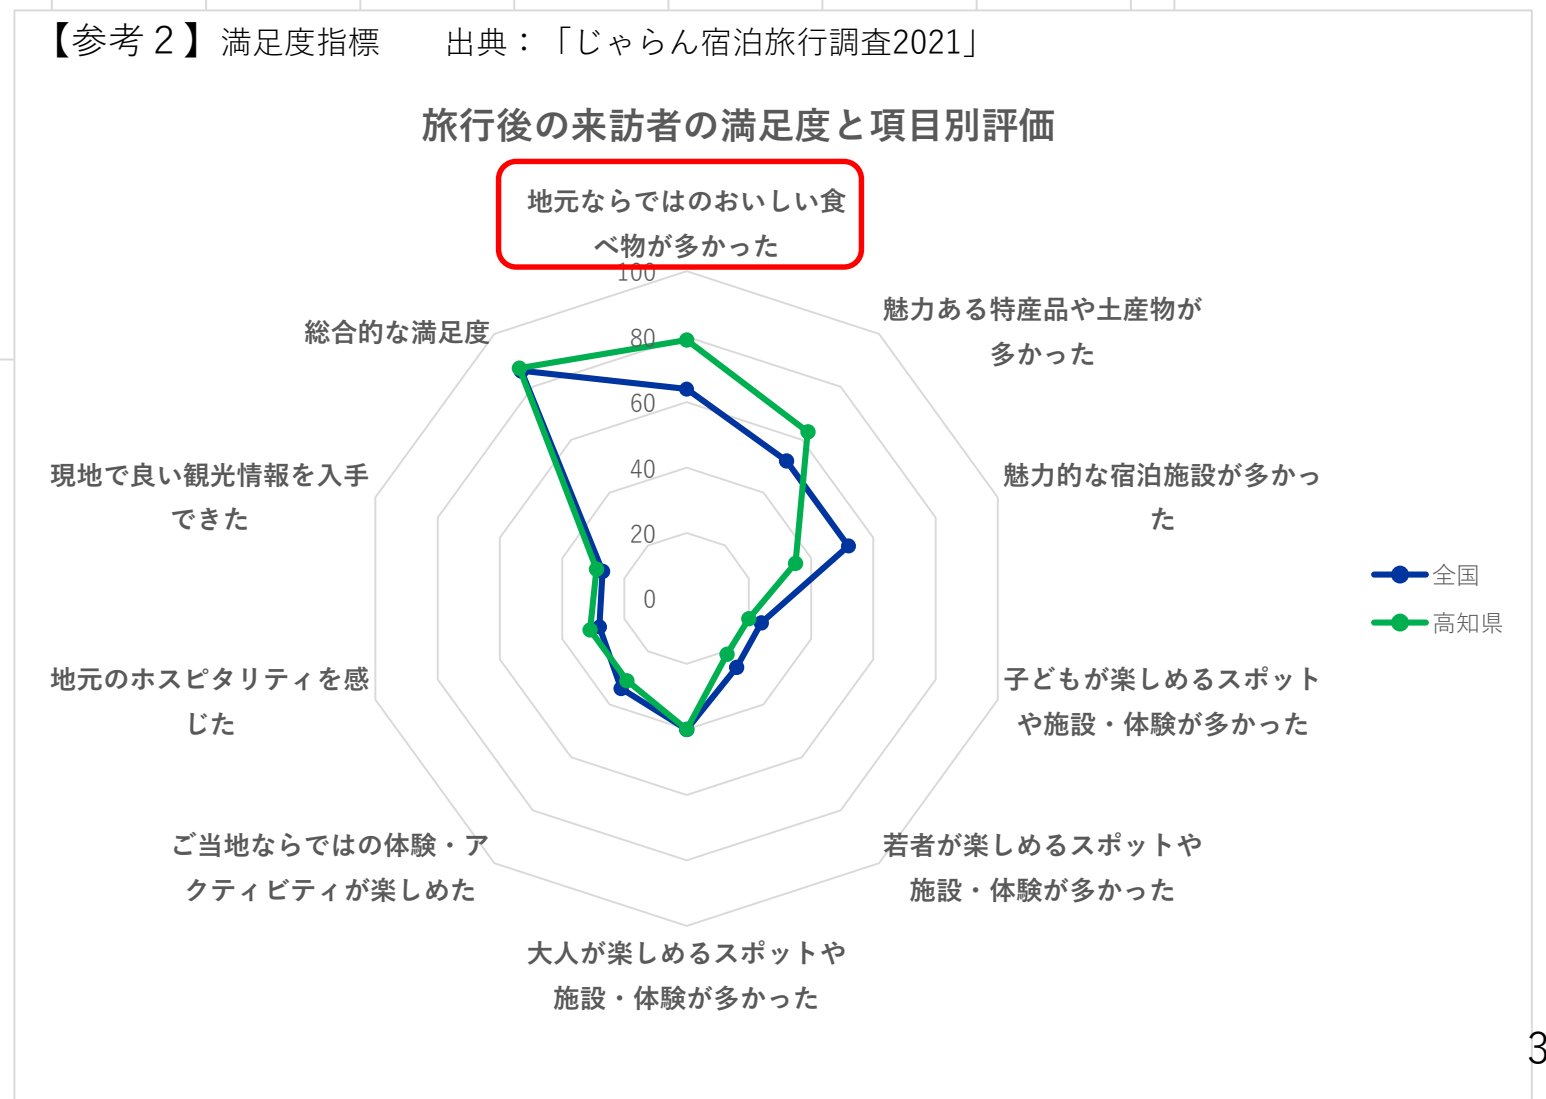 【参考２】満足度指標　　出典：「じゃらん宿泊旅行調査2021」
旅行後の来訪者の満足度と項目別評価
地元ならではのおいしい食
べ物が多かった
魅力ある特産品や土産物が
多かった
魅力的な宿泊施設が多かっ
た
子どもが楽しめるスポット
や施設・体験が多かった
若者が楽しめるスポットや
施設・体験が多かった
大人が楽しめるスポットや
施設・体験が多かった
ご当地ならではの体験・ア
クティビティが楽しめた
地元のホスピタリティを感
じた
現地で良い観光情報を入手
できた
総合的な満足度
100
80
60
40
20
0
全国
高知県
3